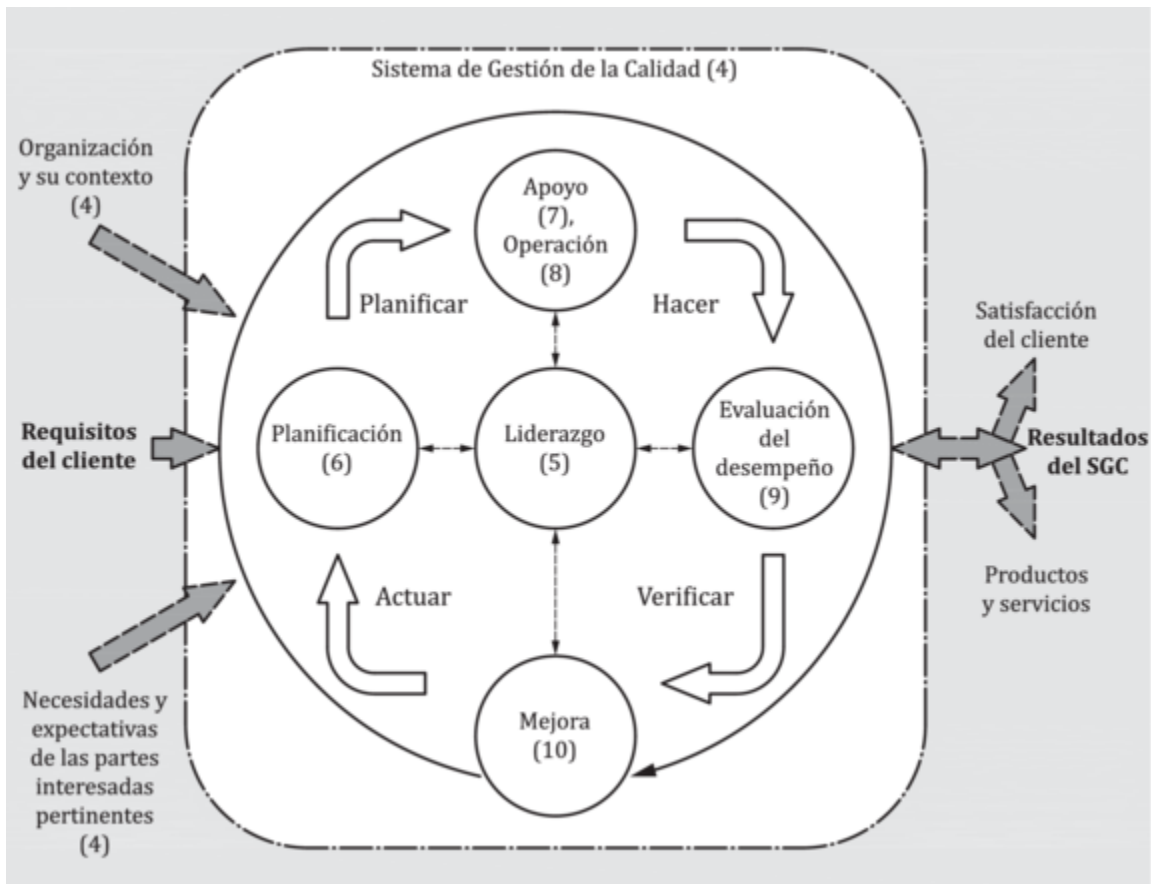 Sistema de Gestión de la Calidad (4)
Organización
y su contexto
(4)
Apoyo
(7),
Operación
(8)
Planificar
Hacer
Satisfacción
del cliente
Requisitos
del cliente
Planificación
(6)
Liderazgo
(5)
Evaluación
del
desempeño
(9)
Resultados
del SGC
Actuar
Verificar
Productos
y servicios
Necesidades y
expectativas
de las partes
interesadas
pertinentes
(4)
Mejora
(10)